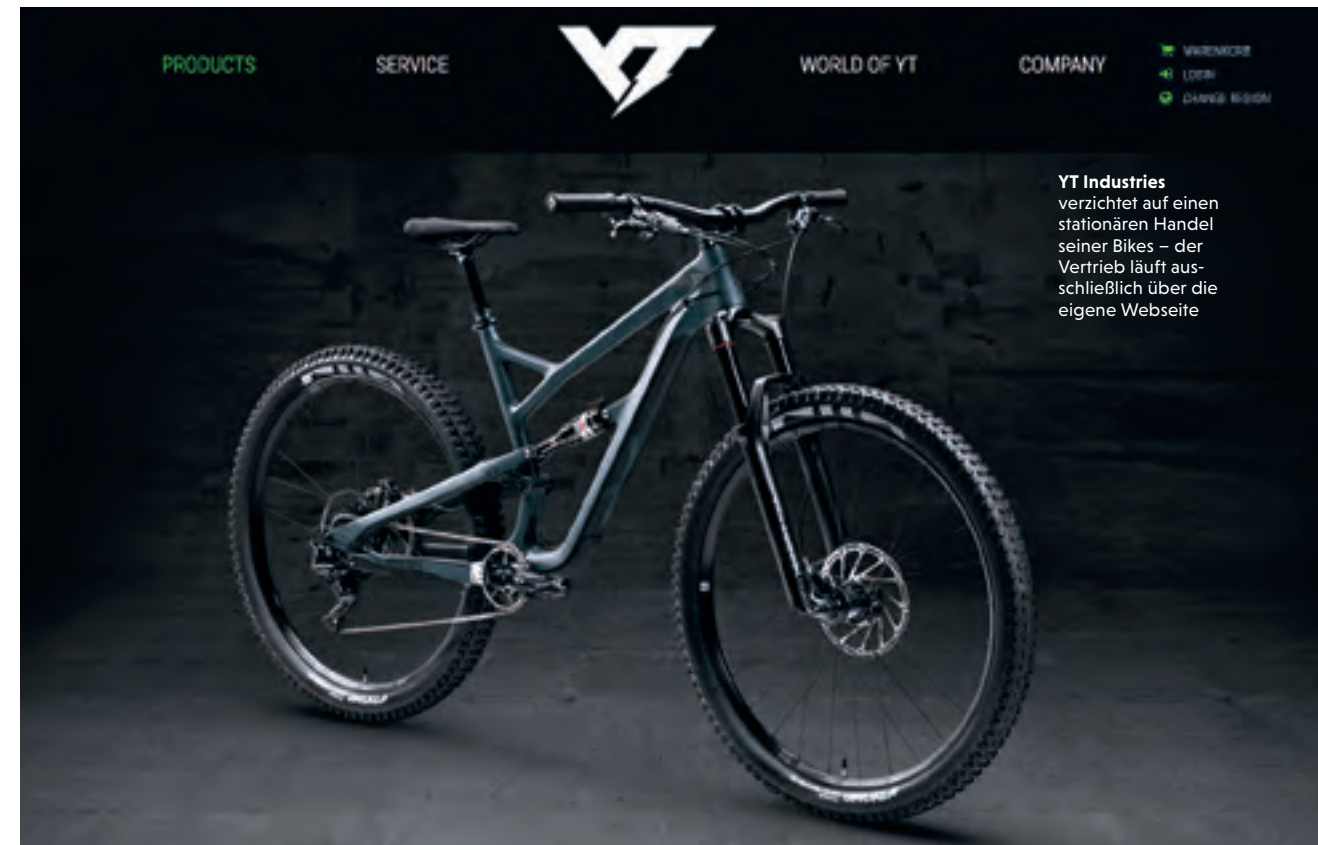 PRODUCTS
SERVICE
YT
WORLD OF YT
COMPANY
WARENKORB
LOGIN
CHANGE REGION
YT Industries
verzichtet auf einen
stationären Handel
seiner Bikes – der
Vertrieb läuft aus-
schließlich über die
eigene Webseite